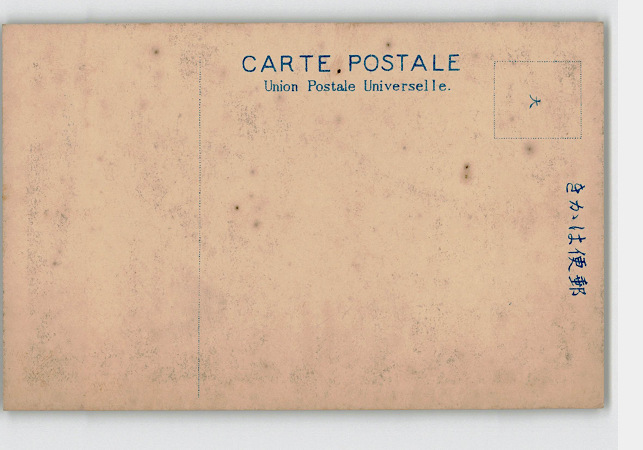 CARTE POSTALE
Union Postale Universelle.
大
きかは便郵